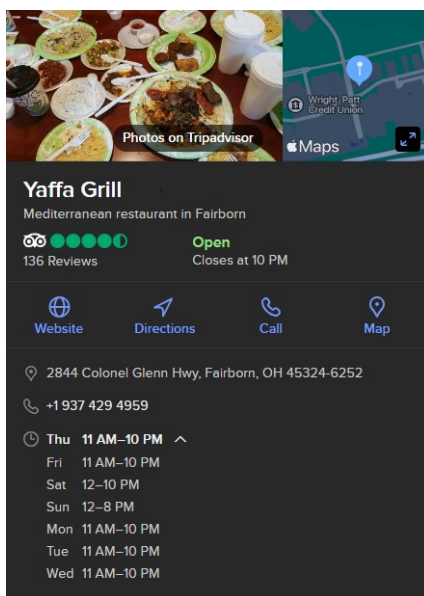 Photos on Tripadvisor
Wright-Patt
Credit Union
Maps
Yaffa Grill
Mediterranean restaurant in Fairborn
136 Reviews
Open
Closes at 10 PM
Website
Directions
Call
Map
2844 Colonel Glenn Hwy, Fairborn, OH 45324-6252
+1 937 429 4959
Thu 11 AM–10 PM
Fri 11 AM–10 PM
Sat 12–10 PM
Sun 12–8 PM
Mon 11 AM–10 PM
Tue 11 AM–10 PM
Wed 11 AM–10 PM